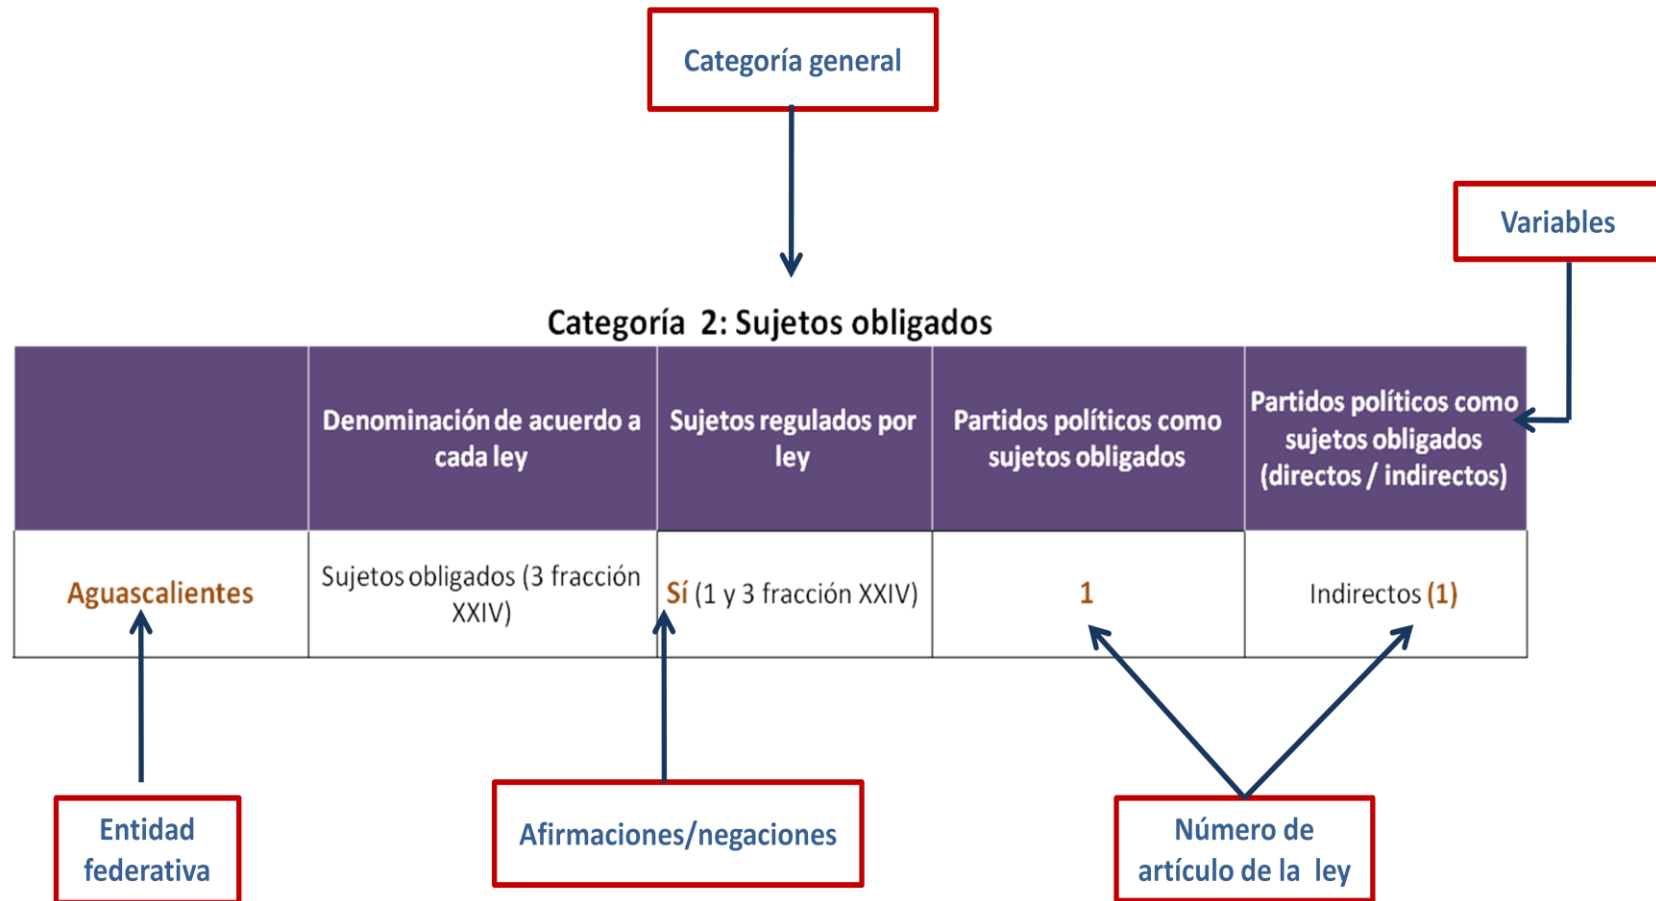 Categoría general
Variables
Categoría 2: Sujetos obligados
Denominación de acuerdo a
cada ley
Sujetos regulados por
ley
Partidos políticos como
sujetos obligados
Partidos políticos como
sujetos obligados
(directos / indirectos)
Aguascalientes
Sujetos obligados (3 fracción
XXIV)
Sí (1 y 3 fracción XXIV)
1
Indirectos (1)
Entidad
federativa
Afirmaciones/negaciones
Número de
artículo de la ley